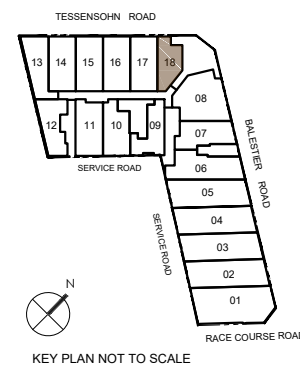 TESSENSOHN ROAD
13 14 15 16 17 18
08
12 11 10 09
07
BALESTIER ROAD
SERVICE ROAD
06
05
SERVICE ROAD
04
03
02
N
01
RACE COURSE ROAD
KEY PLAN NOT TO SCALE